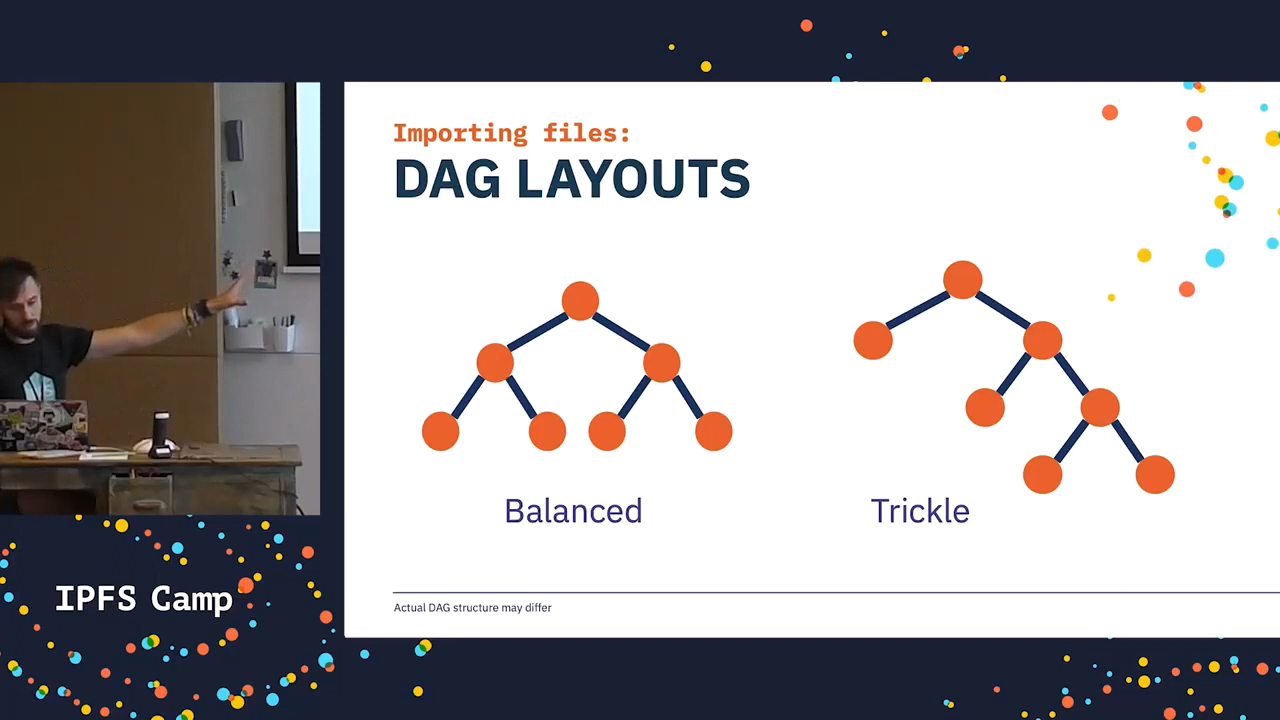 Importing files:
DAG LAYOUTS
Balanced
Trickle
Actual DAG structure may differ
IPFS Camp